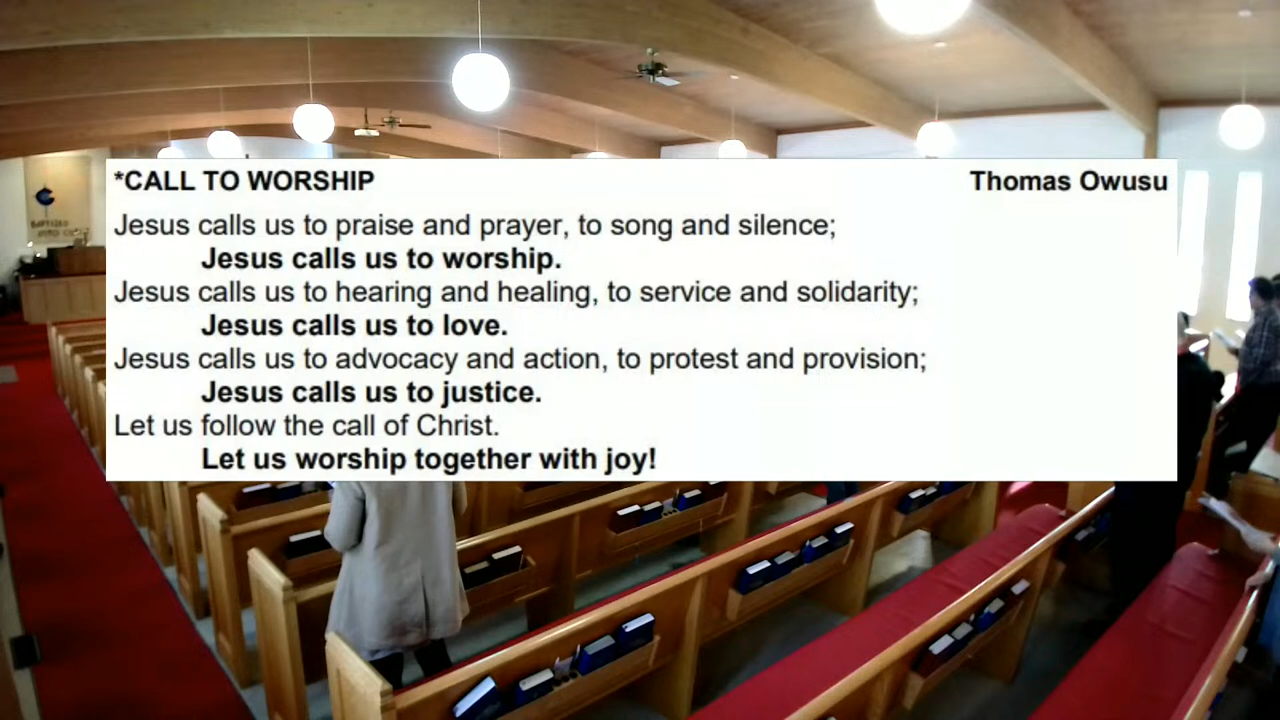 *CALL TO WORSHIP Thomas Owusu
Jesus calls us to praise and prayer, to song and silence;
Jesus calls us to worship.
Jesus calls us to hearing and healing, to service and solidarity;
Jesus calls us to love.
Jesus calls us to advocacy and action, to protest and provision;
Jesus calls us to justice.
Let us follow the call of Christ.
Let us worship together with joy!